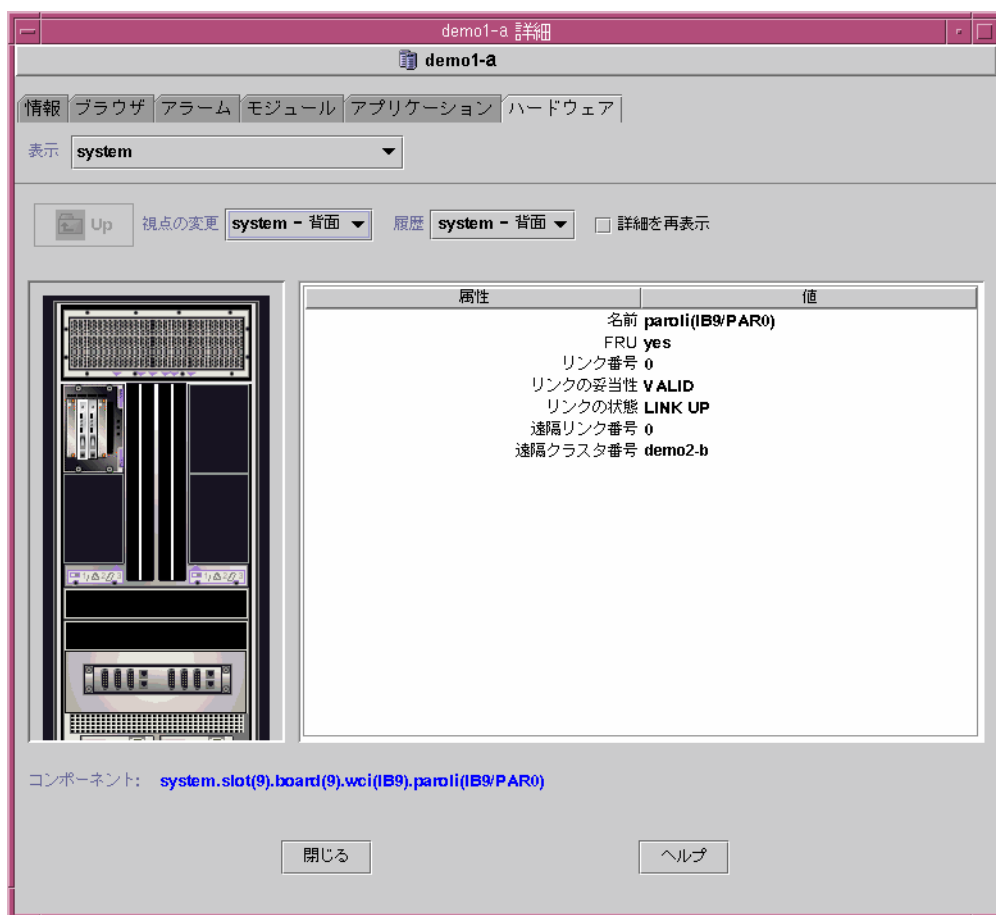 demo1-a 詳細
demo1-a
情報 ブラウザ アラーム モジュール アプリケーション ハードウェア
表示 system
Up 視点の変更 system - 背面 履歴 system - 背面 詳細を再表示
属性 値
名前 paroli(IB9/PAR0)
FRU yes
リンク番号 0
リンクの妥当性 VALID
リンクの状態 LINK UP
遠隔リンク番号 0
遠隔クラスタ番号 demo2-b
コンポーネント: system.slot(9).board(9).wci(IB9).paroli(IB9/PAR0)
閉じる ヘルプ